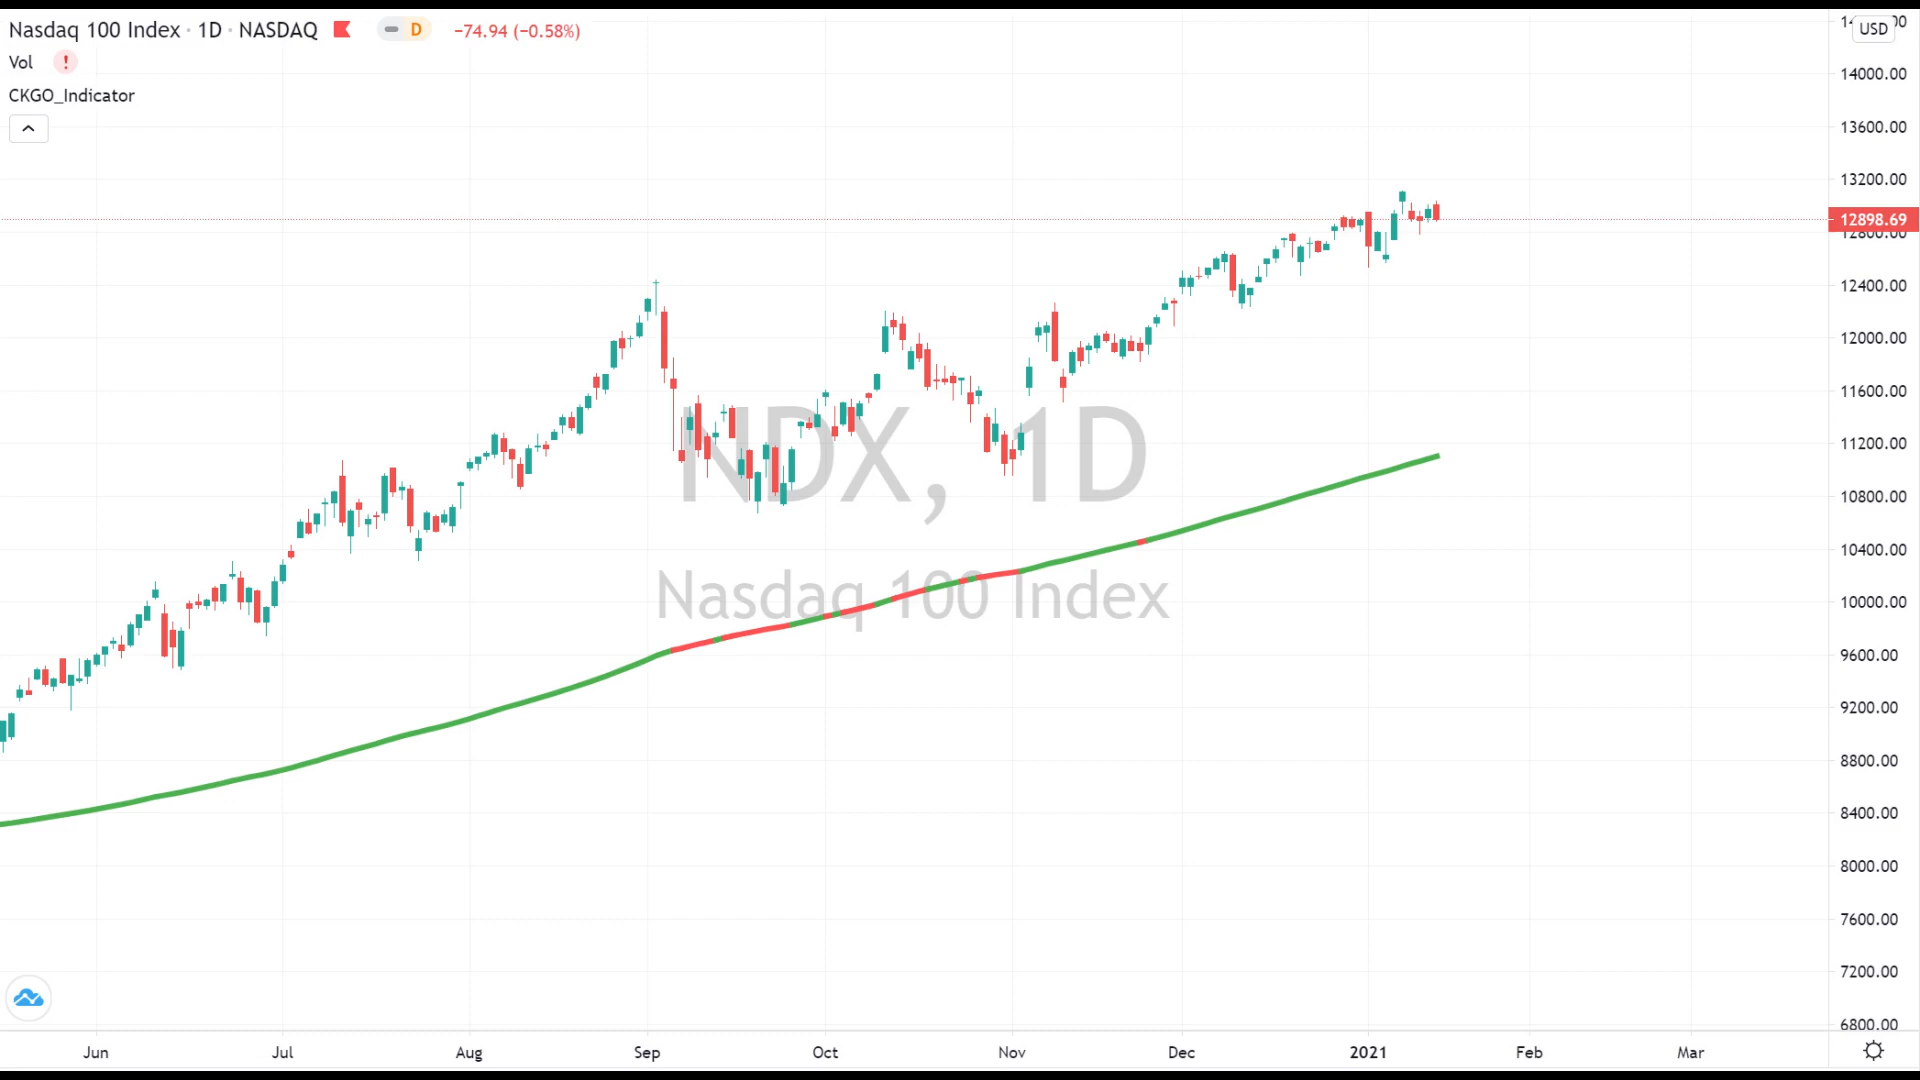 Nasdaq 100 Index · 1D · NASDAQ D −74.94 (−0.58%)
Vol !
CKGO_Indicator
USD
14000.00
13600.00
13200.00
12898.69
12800.00
12400.00
12000.00
11600.00
11200.00
10800.00
10400.00
10000.00
9600.00
9200.00
8800.00
8400.00
8000.00
7600.00
7200.00
6800.00
NDX, 1D
Nasdaq 100 Index
Jun Jul Aug Sep Oct Nov Dec 2021 Feb Mar